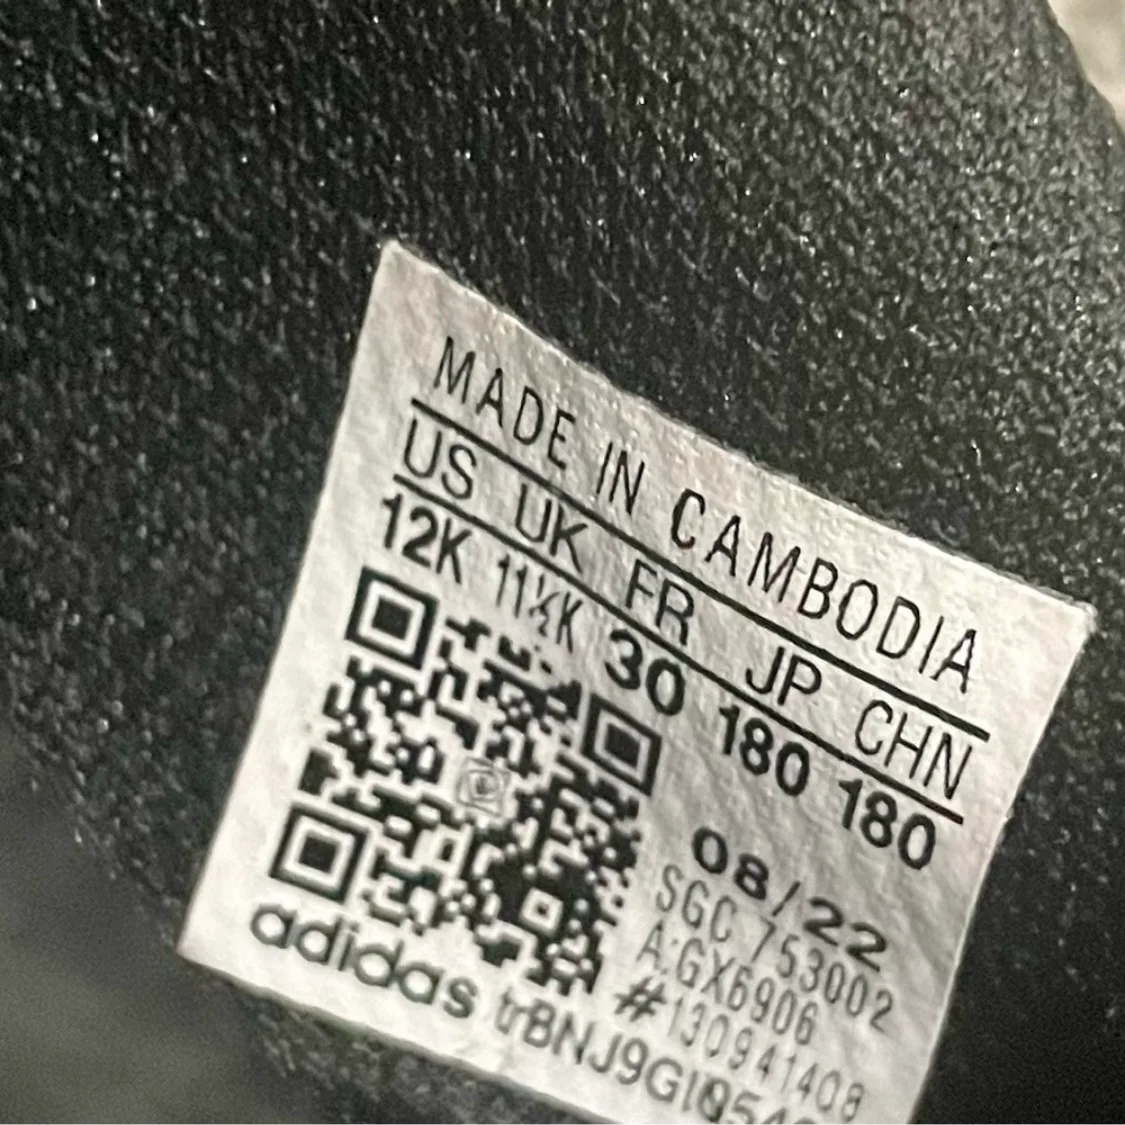 MADE IN CAMBODIA
US UK FR JP CHN
12K 11½K 30 180 180
08/22
SGC 753002
A:GX6906
#130941408
adidas